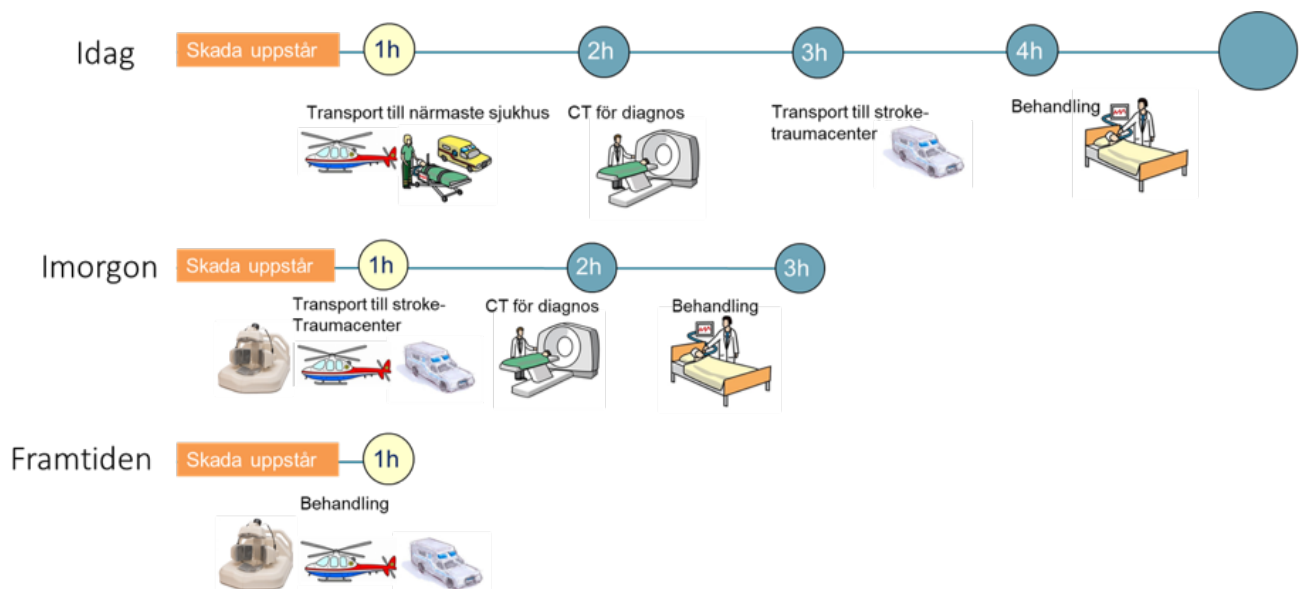 Idag
Skada uppstår
1h
2h
3h
4h
Transport till närmaste sjukhus
CT för diagnos
Transport till stroke-
traumacenter
Behandling
Imorgon
Skada uppstår
1h
2h
3h
Transport till stroke-
Traumacenter
CT för diagnos
Behandling
Framtiden
Skada uppstår
1h
Behandling